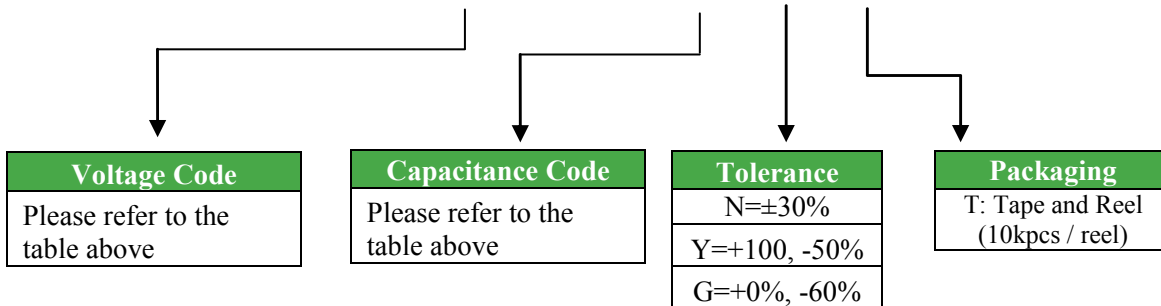 Voltage Code
Please refer to the
table above
Capacitance Code
Please refer to the
table above
Tolerance
N=±30%
Y=+100, -50%
G=+0%, -60%
Packaging
T: Tape and Reel
(10kpcs / reel)